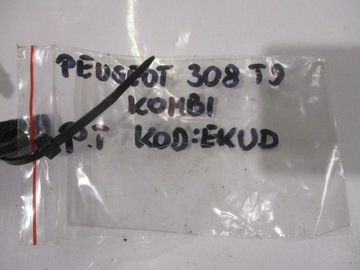 PEUGEOT 308 T9
KOMBI
P.T KOD:EKUD